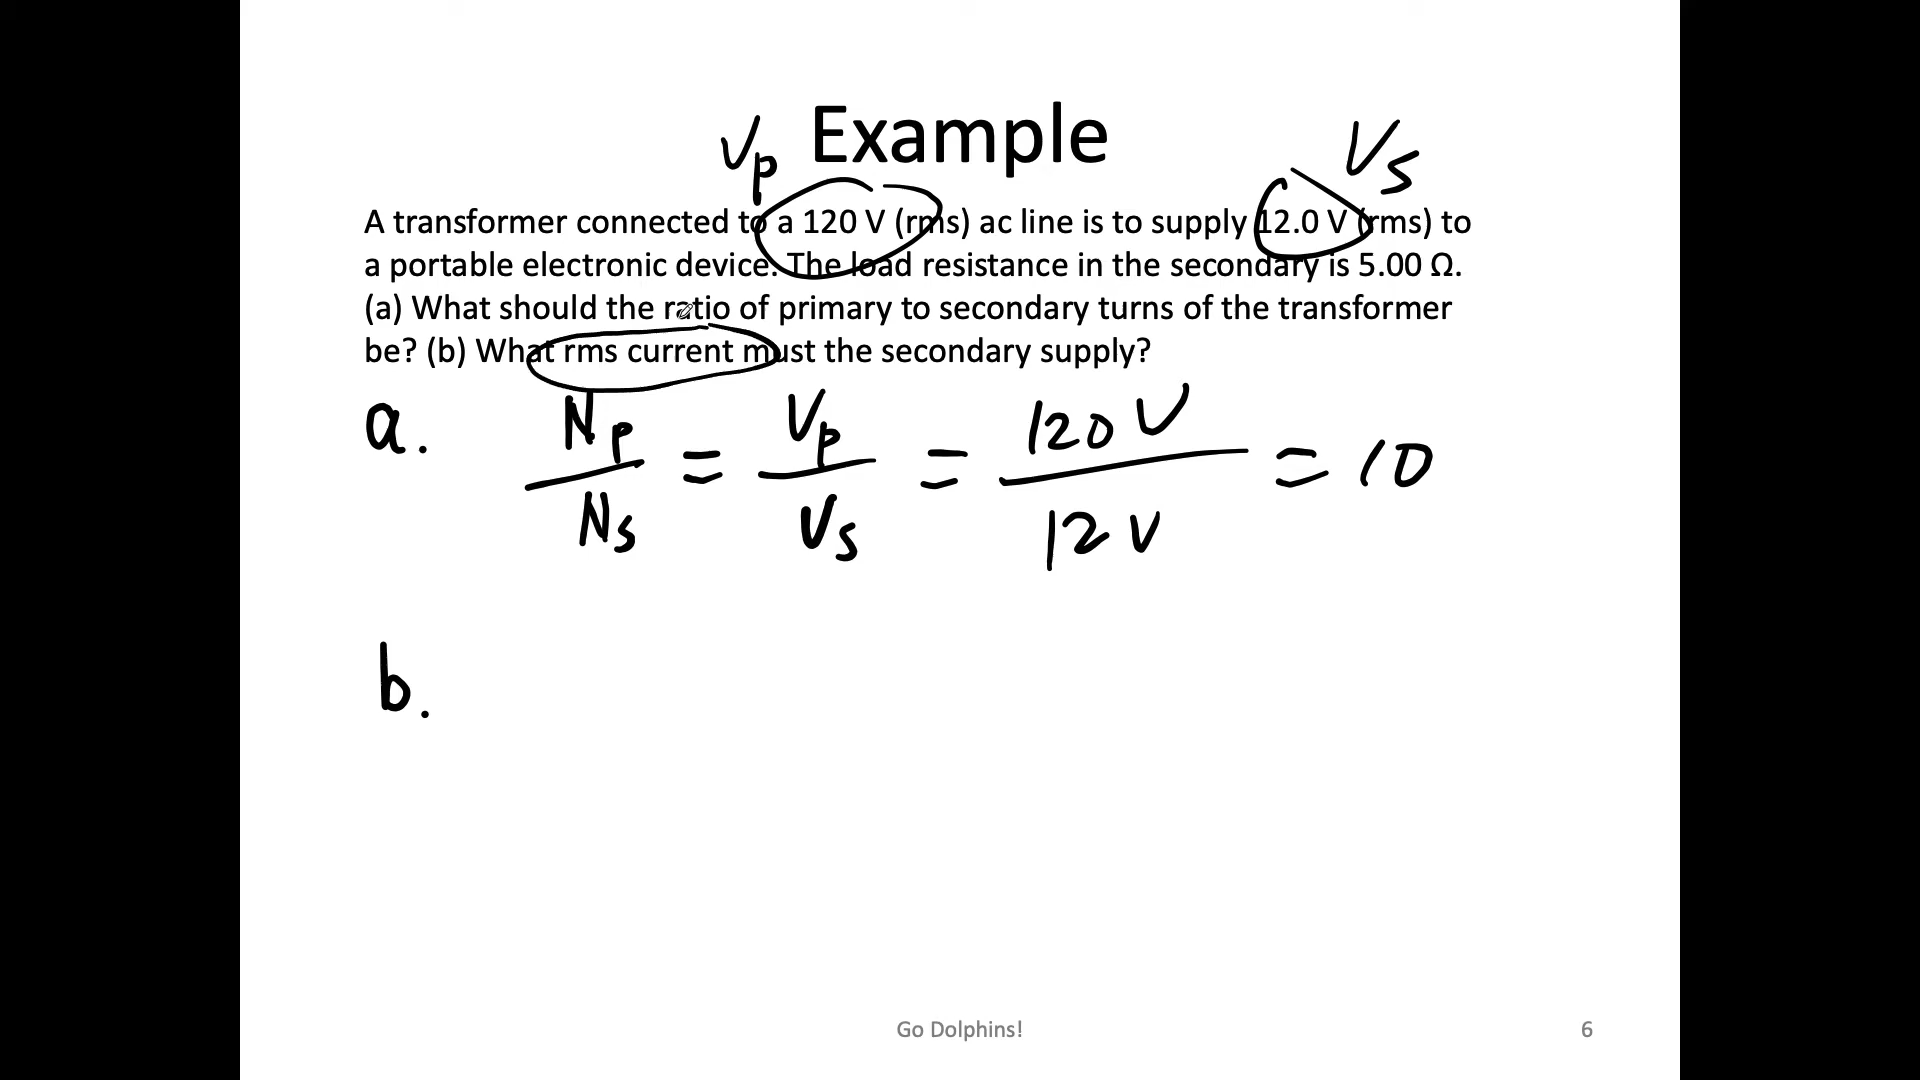 Vp Example Vs
A transformer connected to a 120 V (rms) ac line is to supply 12.0 V (rms) to
a portable electronic device. The load resistance in the secondary is 5.00 Ω.
(a) What should the ratio of primary to secondary turns of the transformer
be? (b) What rms current must the secondary supply?
a. Np/Ns = Vp/Vs = 120 V/12 V = 10
b.
Go Dolphins! 6